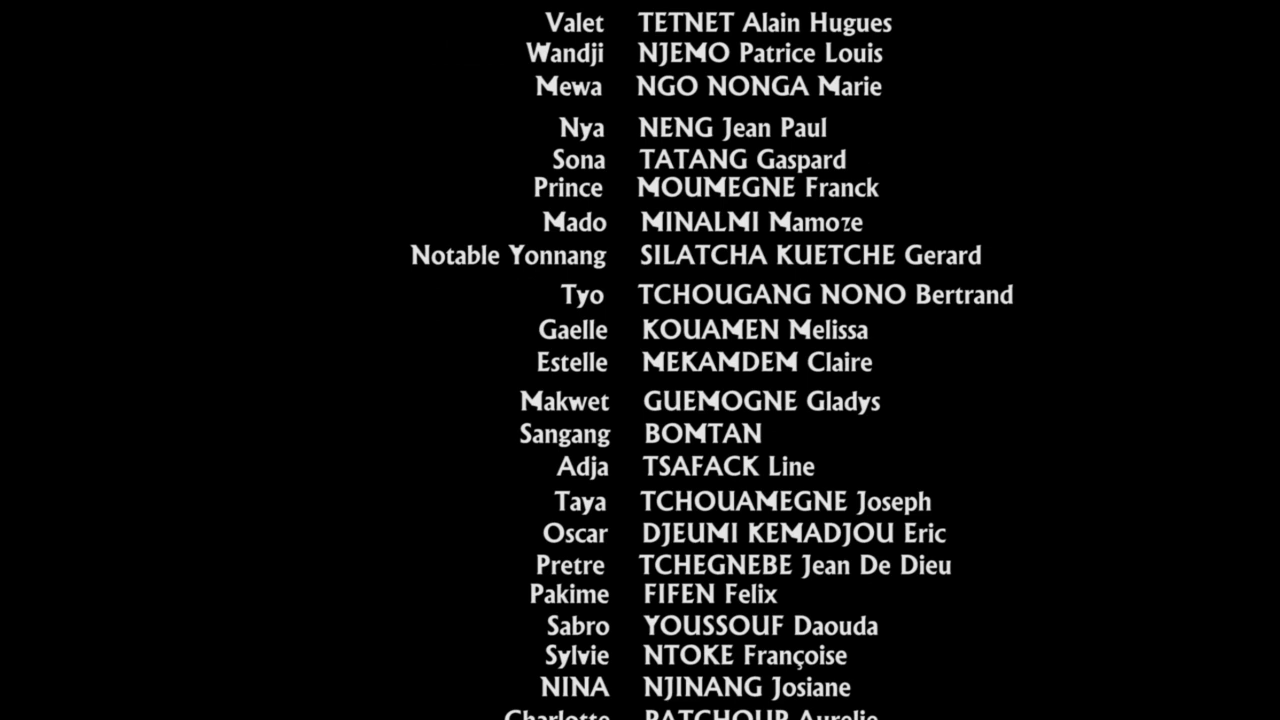 Valet TETNET Alain Hugues
Wandji NJEMO Patrice Louis
Mewa NGO NONGA Marie
Nya NENG Jean Paul
Sona TATANG Gaspard
Prince MOUMEGNE Franck
Mado MINALMI Mamoze
Notable Yonnang SILATCHA KUETCHE Gerard
Tyo TCHOUGANG NONO Bertrand
Gaelle KOUAMEN Melissa
Estelle MEKAMDEM Claire
Makwet GUEMOGNE Gladys
Sangang BOMTAN
Adja TSAFACK Line
Taya TCHOUAMEGNE Joseph
Oscar DJEUMI KEMADJOU Eric
Pretre TCHEGNEBE Jean De Dieu
Pakime FIFEN Felix
Sabro YOUSSOUF Daouda
Sylvie NTOKE Françoise
NINA NJINANG Josiane
Charlotte PATCHOUP Aurelie